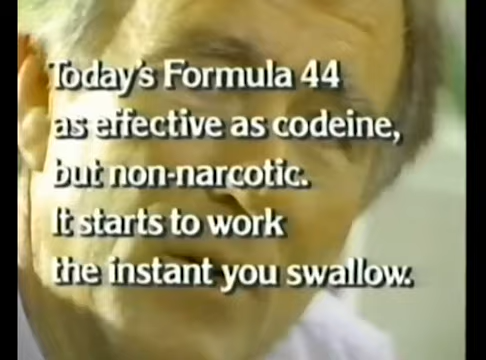 Today's Formula 44
as effective as codeine,
but non-narcotic.
It starts to work
the instant you swallow.